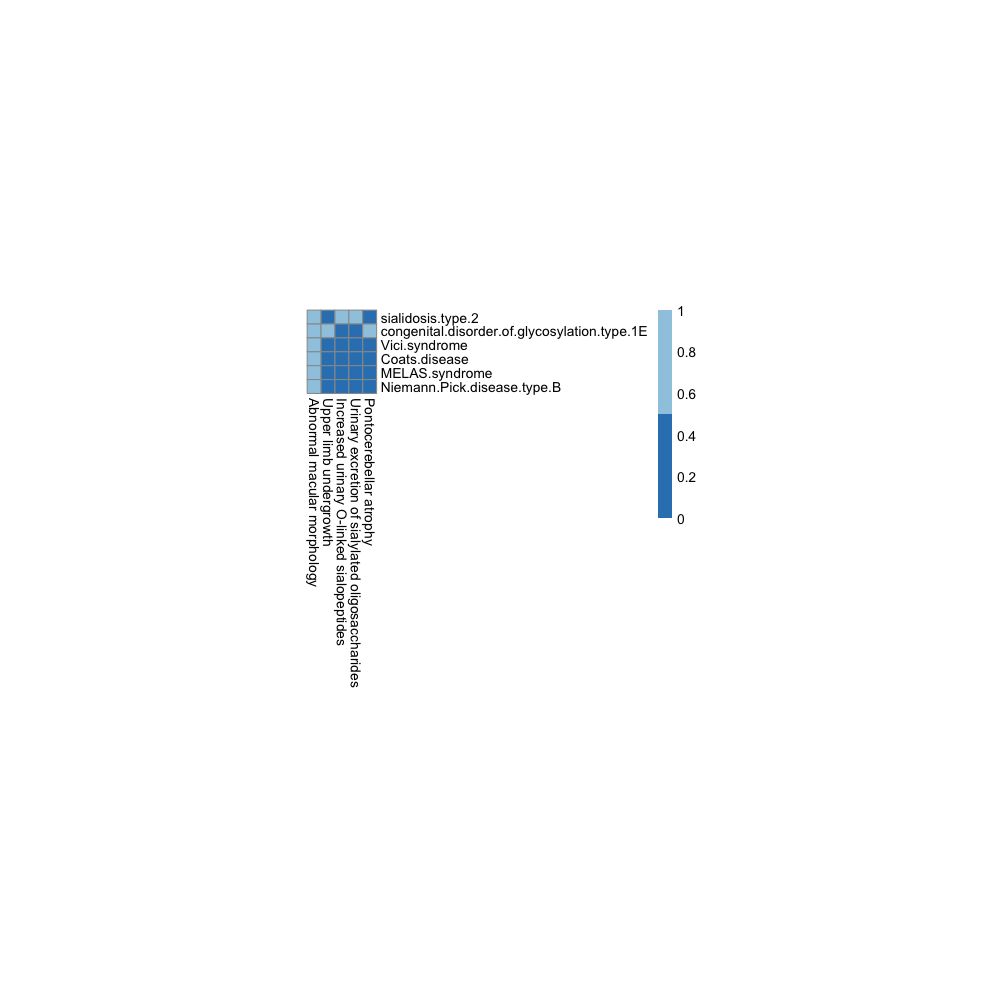 sialidosis.type.2
congenital.disorder.of.glycosylation.type.1E
Vici.syndrome
Coats.disease
MELAS.syndrome
Niemann.Pick.disease.type.B
Abnormal macular morphology
Upper limb undergrowth
Increased urinary O-linked sialopeptides
Urinary excretion of sialylated oligosaccharides
Pontocerebellar atrophy
1
0.8
0.6
0.4
0.2
0